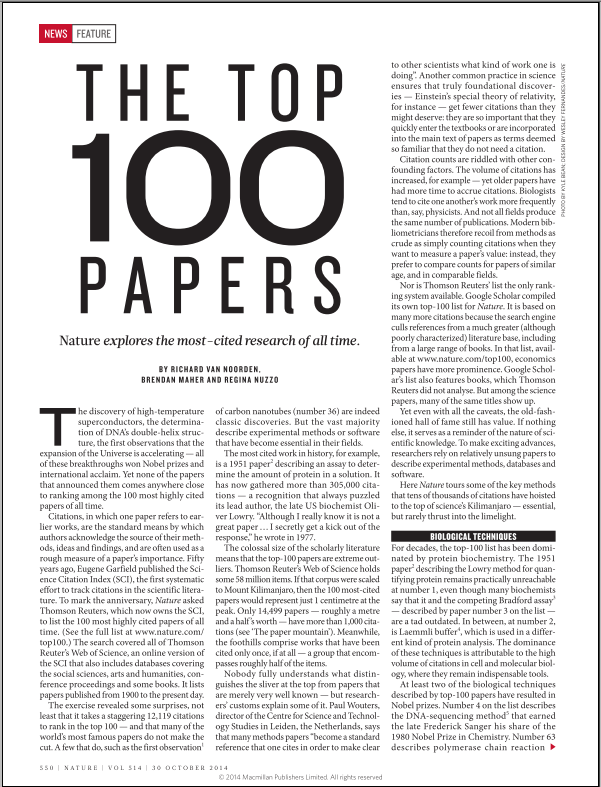 NEWS FEATURE
THE TOP
100
PAPERS
Nature explores the most-cited research of all time.
BY RICHARD VAN NOORDEN,
BRENDAN MAHER AND REGINA NUZZO
The discovery of high-temperature
superconductors, the determina-
tion of DNA's double-helix struc-
ture, the first observations that the
expansion of the Universe is accelerating — all
of these breakthroughs won Nobel prizes and
international acclaim. Yet none of the papers
that announced them comes anywhere close
to ranking among the 100 most highly cited
papers of all time.
Citations, in which one paper refers to ear-
lier works, are the standard means by which
authors acknowledge the source of their meth-
ods, ideas and findings, and are often used as a
rough measure of a paper's importance. Fifty
years ago, Eugene Garfield published the Sci-
ence Citation Index (SCI), the first systematic
effort to track citations in the scientific litera-
ture. To mark the anniversary, Nature asked
Thomson Reuters, which now owns the SCI,
to list the 100 most highly cited papers of all
time. (See the full list at www.nature.com/
top100.) The search covered all of Thomson
Reuter's Web of Science, an online version of
the SCI that also includes databases covering
the social sciences, arts and humanities, con-
ference proceedings and some books. It lists
papers published from 1900 to the present day.
The exercise revealed some surprises, not
least that it takes a staggering 12,119 citations
to rank in the top 100 — and that many of the
world's most famous papers do not make the
cut. A few that do, such as the first observation¹
of carbon nanotubes (number 36) are indeed
classic discoveries. But the vast majority
describe experimental methods or software
that have become essential in their fields.
The most cited work in history, for example,
is a 1951 paper² describing an assay to deter-
mine the amount of protein in a solution. It
has now gathered more than 305,000 cita-
tions — a recognition that always puzzled
its lead author, the late US biochemist Oli-
ver Lowry. “Although I really know it is not a
great paper … I secretly get a kick out of the
response,” he wrote in 1977.
The colossal size of the scholarly literature
means that the top-100 papers are extreme out-
liers. Thomson Reuter's Web of Science holds
some 58 million items. If that corpus were scaled
to Mount Kilimanjaro, then the 100 most-cited
papers would represent just 1 centimetre at the
peak. Only 14,499 papers — roughly a metre
and a half's worth — have more than 1,000 cita-
tions (see ‘The paper mountain’). Meanwhile,
the foothills comprise works that have been
cited only once, if at all — a group that encom-
passes roughly half of the items.
Nobody fully understands what distin-
guishes the sliver at the top from papers that
are merely very well known — but research-
ers' customs explain some of it. Paul Wouters,
director of the Centre for Science and Technol-
ogy Studies in Leiden, the Netherlands, says
that many methods papers “become a standard
reference that one cites in order to make clear
to other scientists what kind of work one is
doing”. Another common practice in science
ensures that truly foundational discover-
ies — Einstein's special theory of relativity,
for instance — get fewer citations than they
might deserve: they are so important that they
quickly enter the textbooks or are incorporated
into the main text of papers as terms deemed
so familiar that they do not need a citation.
Citation counts are riddled with other con-
founding factors. The volume of citations has
increased, for example — yet older papers have
had more time to accrue citations. Biologists
tend to cite one another's work more frequently
than, say, physicists. And not all fields produce
the same number of publications. Modern bib-
liometricians therefore recoil from methods as
crude as simply counting citations when they
want to measure a paper's value: instead, they
prefer to compare counts for papers of similar
age, and in comparable fields.
Nor is Thomson Reuters' list the only rank-
ing system available. Google Scholar compiled
its own top-100 list for Nature. It is based on
many more citations because the search engine
culls references from a much greater (although
poorly characterized) literature base, including
from a large range of books. In that list, avail-
able at www.nature.com/top100, economics
papers have more prominence. Google Schol-
ar's list also features books, which Thomson
Reuters did not analyse. But among the science
papers, many of the same titles show up.
Yet even with all the caveats, the old-fash-
ioned hall of fame still has value. If nothing
else, it serves as a reminder of the nature of sci-
entific knowledge. To make exciting advances,
researchers rely on relatively unsung papers to
describe experimental methods, databases and
software.
Here Nature tours some of the key methods
that tens of thousands of citations have hoisted
to the top of science's Kilimanjaro — essential,
but rarely thrust into the limelight.
BIOLOGICAL TECHNIQUES
For decades, the top-100 list has been domi-
nated by protein biochemistry. The 1951
paper² describing the Lowry method for quan-
tifying protein remains practically unreachable
at number 1, even though many biochemists
say that it and the competing Bradford assay³
— described by paper number 3 on the list —
are a tad outdated. In between, at number 2,
is Laemmli buffer⁴, which is used in a differ-
ent kind of protein analysis. The dominance
of these techniques is attributable to the high
volume of citations in cell and molecular biol-
ogy, where they remain indispensable tools.
At least two of the biological techniques
described by top-100 papers have resulted in
Nobel prizes. Number 4 on the list describes
the DNA-sequencing method⁵ that earned
the late Frederick Sanger his share of the
1980 Nobel Prize in Chemistry. Number 63
describes polymerase chain reaction
PHOTO BY KYLE BEAN; DESIGN BY WESLEY FERNANDES/NATURE
550 | NATURE | VOL 514 | 30 OCTOBER 2014
© 2014 Macmillan Publishers Limited. All rights reserved